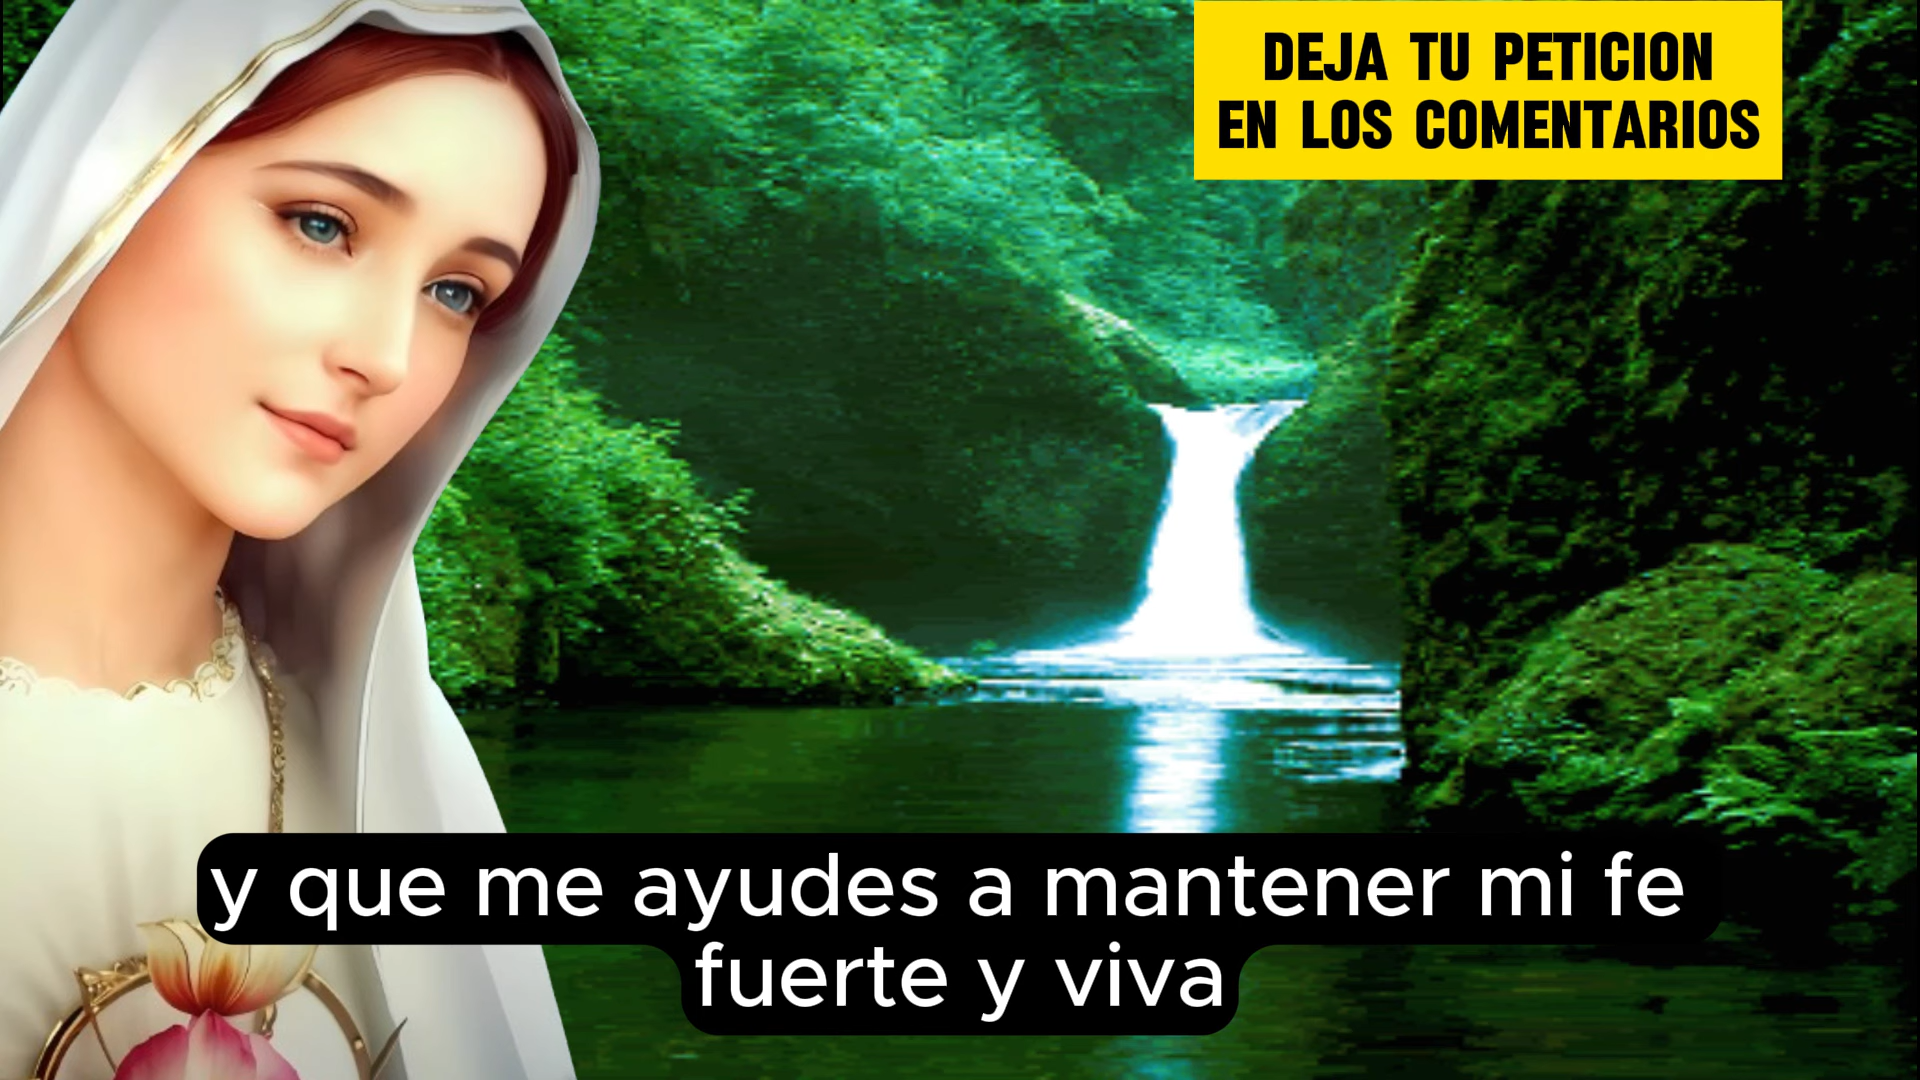 DEJA TU PETICION
EN LOS COMENTARIOS
y que me ayudes a mantener mi fe
fuerte y viva